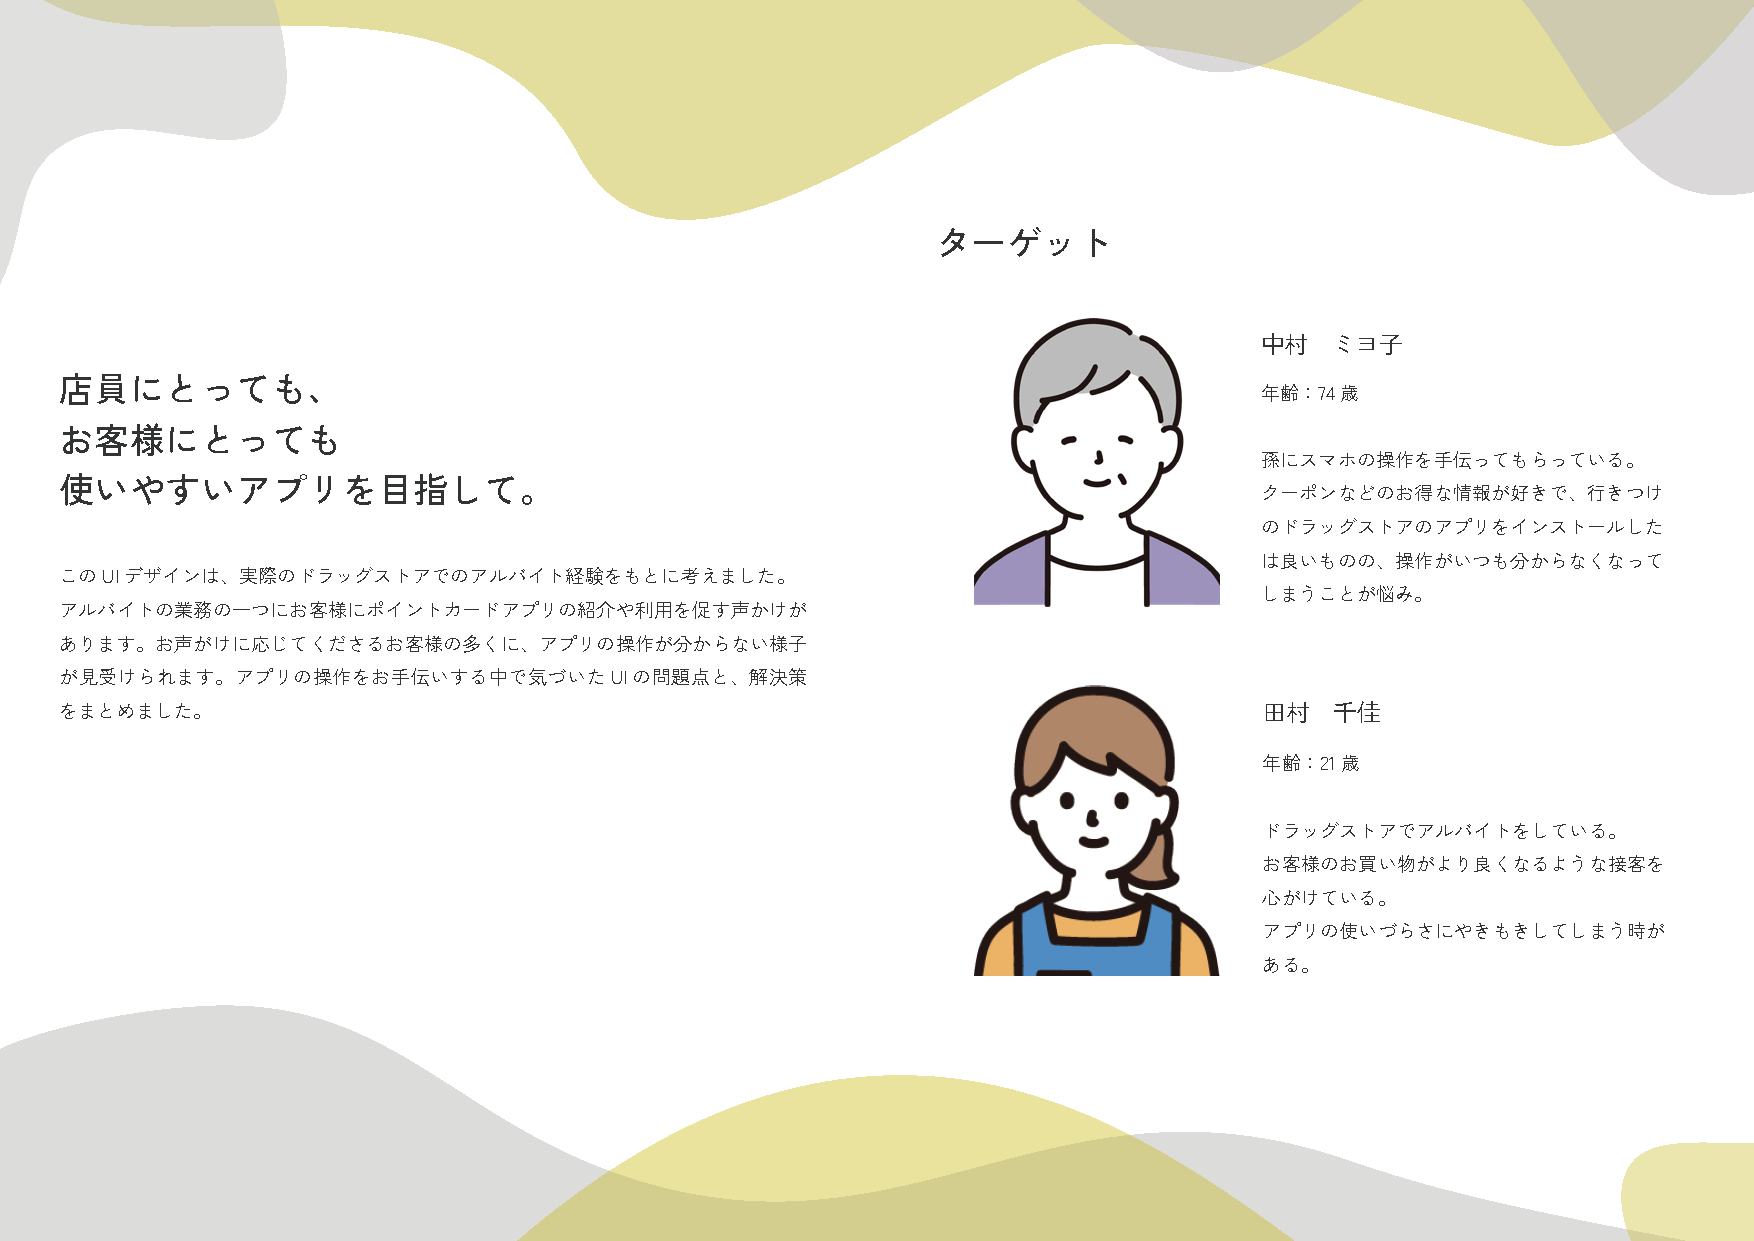 店員にとっても、
お客様にとっても
使いやすいアプリを目指して。
このUIデザインは、実際のドラッグストアでのアルバイト経験をもとに考えました。
アルバイトの業務の一つにお客様にポイントカードアプリの紹介や利用を促す声かけが
あります。お声がけに応じてくださるお客様の多くに、アプリの操作が分からない様子
が見受けられます。アプリの操作をお手伝いする中で気づいたUIの問題点と、解決策
をまとめました。
ターゲット
中村　ミヨ子
年齢：74歳
孫にスマホの操作を手伝ってもらっている。
クーポンなどのお得な情報が好きで、行きつけ
のドラッグストアのアプリをインストールした
は良いものの、操作がいつも分からなくなって
しまうことが悩み。
田村　千佳
年齢：21歳
ドラッグストアでアルバイトをしている。
お客様のお買い物がより良くなるような接客を
心がけている。
アプリの使いづらさにやきもきしてしまう時が
ある。